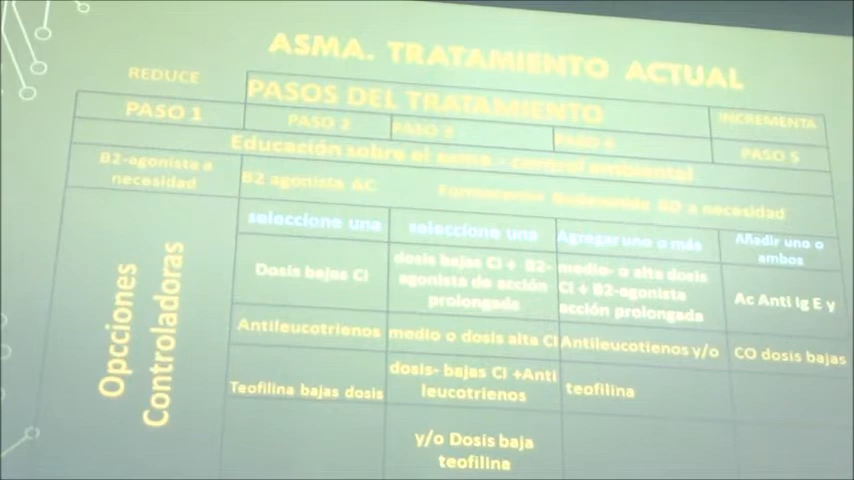 ASMA. TRATAMIENTO ACTUAL
REDUCE
PASOS DEL TRATAMIENTO
INCREMENTA
PASO 1
PASO 2
PASO 3
PASO 4
PASO 5
Educación sobre el asma - control ambiental
B2-agonista a
necesidad
B2 agonista AC
BD a necesidad
Opcciones
Controladoras
seleccione una
seleccione una
Agregar uno o más
Añadir uno o
ambos
Dosis bajas CI
dosis bajas CI + B2-
agonista de acción
prolongada
medio- o alta dosis
CI + B2-agonista
acción prolongada
Ac Anti Ig E y
Antileucotrienos
medio o dosis alta CI
Antileucotienos y/o
CO dosis bajas
Teofilina bajas dosis
dosis- bajas CI +Anti
leucotrienos
teofilina
y/o Dosis baja
teofilina